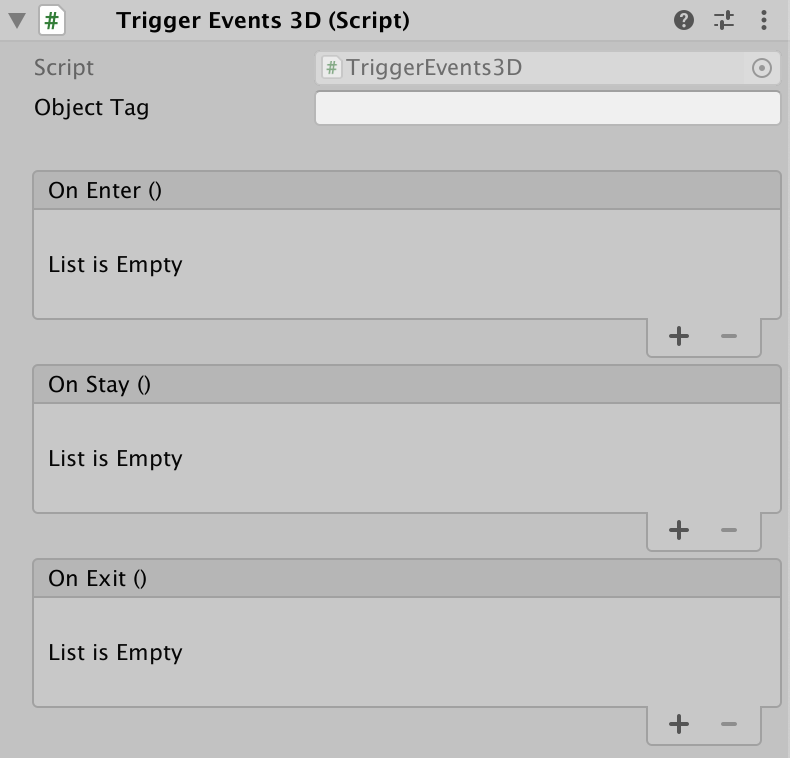 # Trigger Events 3D (Script)
Script # TriggerEvents3D
Object Tag
On Enter ()
List is Empty
+ −
On Stay ()
List is Empty
+ −
On Exit ()
List is Empty
+ −